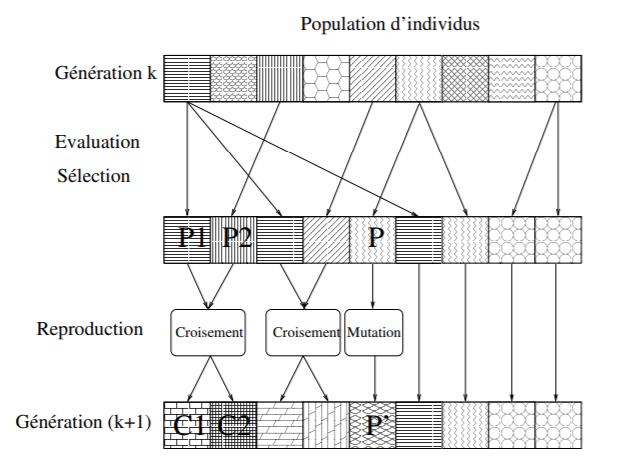 Population d'individus
Génération k
Evaluation
Sélection
P1 P2 P
Reproduction
Croisement Croisement Mutation
Génération (k+1)
C1 C2 P'